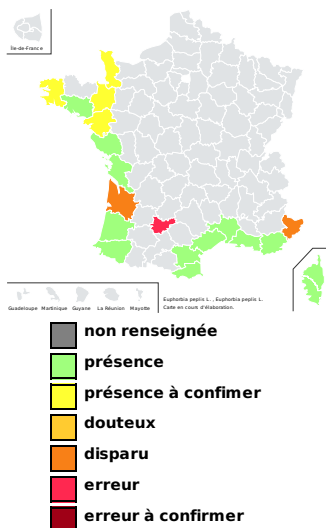 Île-de-France
Guadeloupe Martinique Guyane La Réunion Mayotte
Euphorbia peplis L. , Euphorbia peplis L.
Carte en cours d'élaboration.
non renseignée
présence
présence à confimer
douteux
disparu
erreur
erreur à confirmer